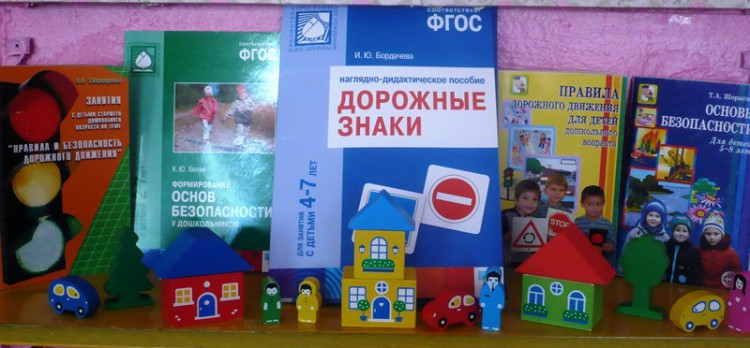 О.А. Скоролупова
ЗАНЯТИЯ
С ДЕТЬМИ СТАРШЕГО
ДОШКОЛЬНОГО
ВОЗРАСТА ПО ТЕМЕ
"ПРАВИЛА И БЕЗОПАСНОСТЬ
ДОРОЖНОГО ДВИЖЕНИЯ"
СООТВЕТСТВУЕТ
ФГОС
К. Ю. Белая
ФОРМИРОВАНИЕ
ОСНОВ
БЕЗОПАСНОСТИ
У ДОШКОЛЬНИКОВ
СООТВЕТСТВУЕТ
ФГОС
И. Ю. Бордачева
НАГЛЯДНО-ДИДАКТИЧЕСКОЕ ПОСОБИЕ
ДОРОЖНЫЕ
ЗНАКИ
ДЛЯ ЗАНЯТИЙ
С ДЕТЬМИ 4-7 ЛЕТ
ПРАВИЛА
ДОРОЖНОГО ДВИЖЕНИЯ
ДЛЯ ДЕТЕЙ
ДОШКОЛЬНОГО
ВОЗРАСТА
STOP
Т.А. Шорыгина
ОСНОВЫ
БЕЗОПАСНОСТИ
Для детей
5-8 лет